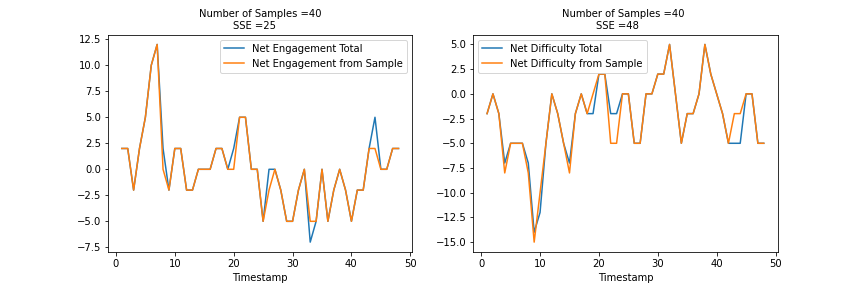 Number of Samples =40
SSE =25
12.5
10.0
7.5
5.0
2.5
0.0
−2.5
−5.0
−7.5
Net Engagement Total
Net Engagement from Sample
0 10 20 30 40 50
Timestamp
Number of Samples =40
SSE =48
5.0
2.5
0.0
−2.5
−5.0
−7.5
−10.0
−12.5
−15.0
Net Difficulty Total
Net Difficulty from Sample
0 10 20 30 40 50
Timestamp